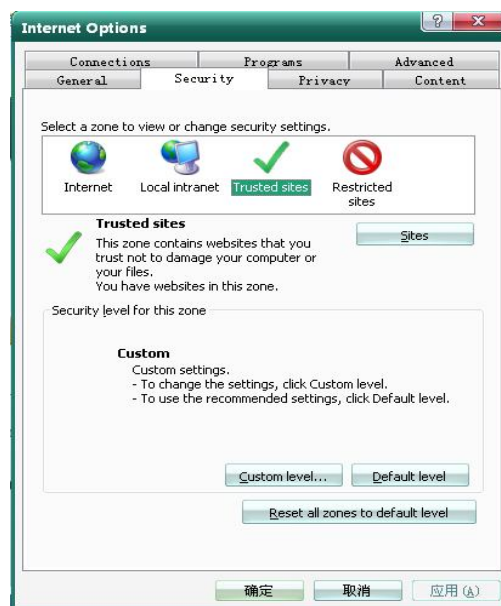 Internet Options
Connections Programs Advanced
General Security Privacy Content
Select a zone to view or change security settings.
Internet Local intranet Trusted sites Restricted
sites
Trusted sites
Sites
This zone contains websites that you
trust not to damage your computer or
your files.
You have websites in this zone.
Security level for this zone
Custom
Custom settings.
- To change the settings, click Custom level.
- To use the recommended settings, click Default level.
Custom level... Default level
Reset all zones to default level
确定 取消 应用 (A)